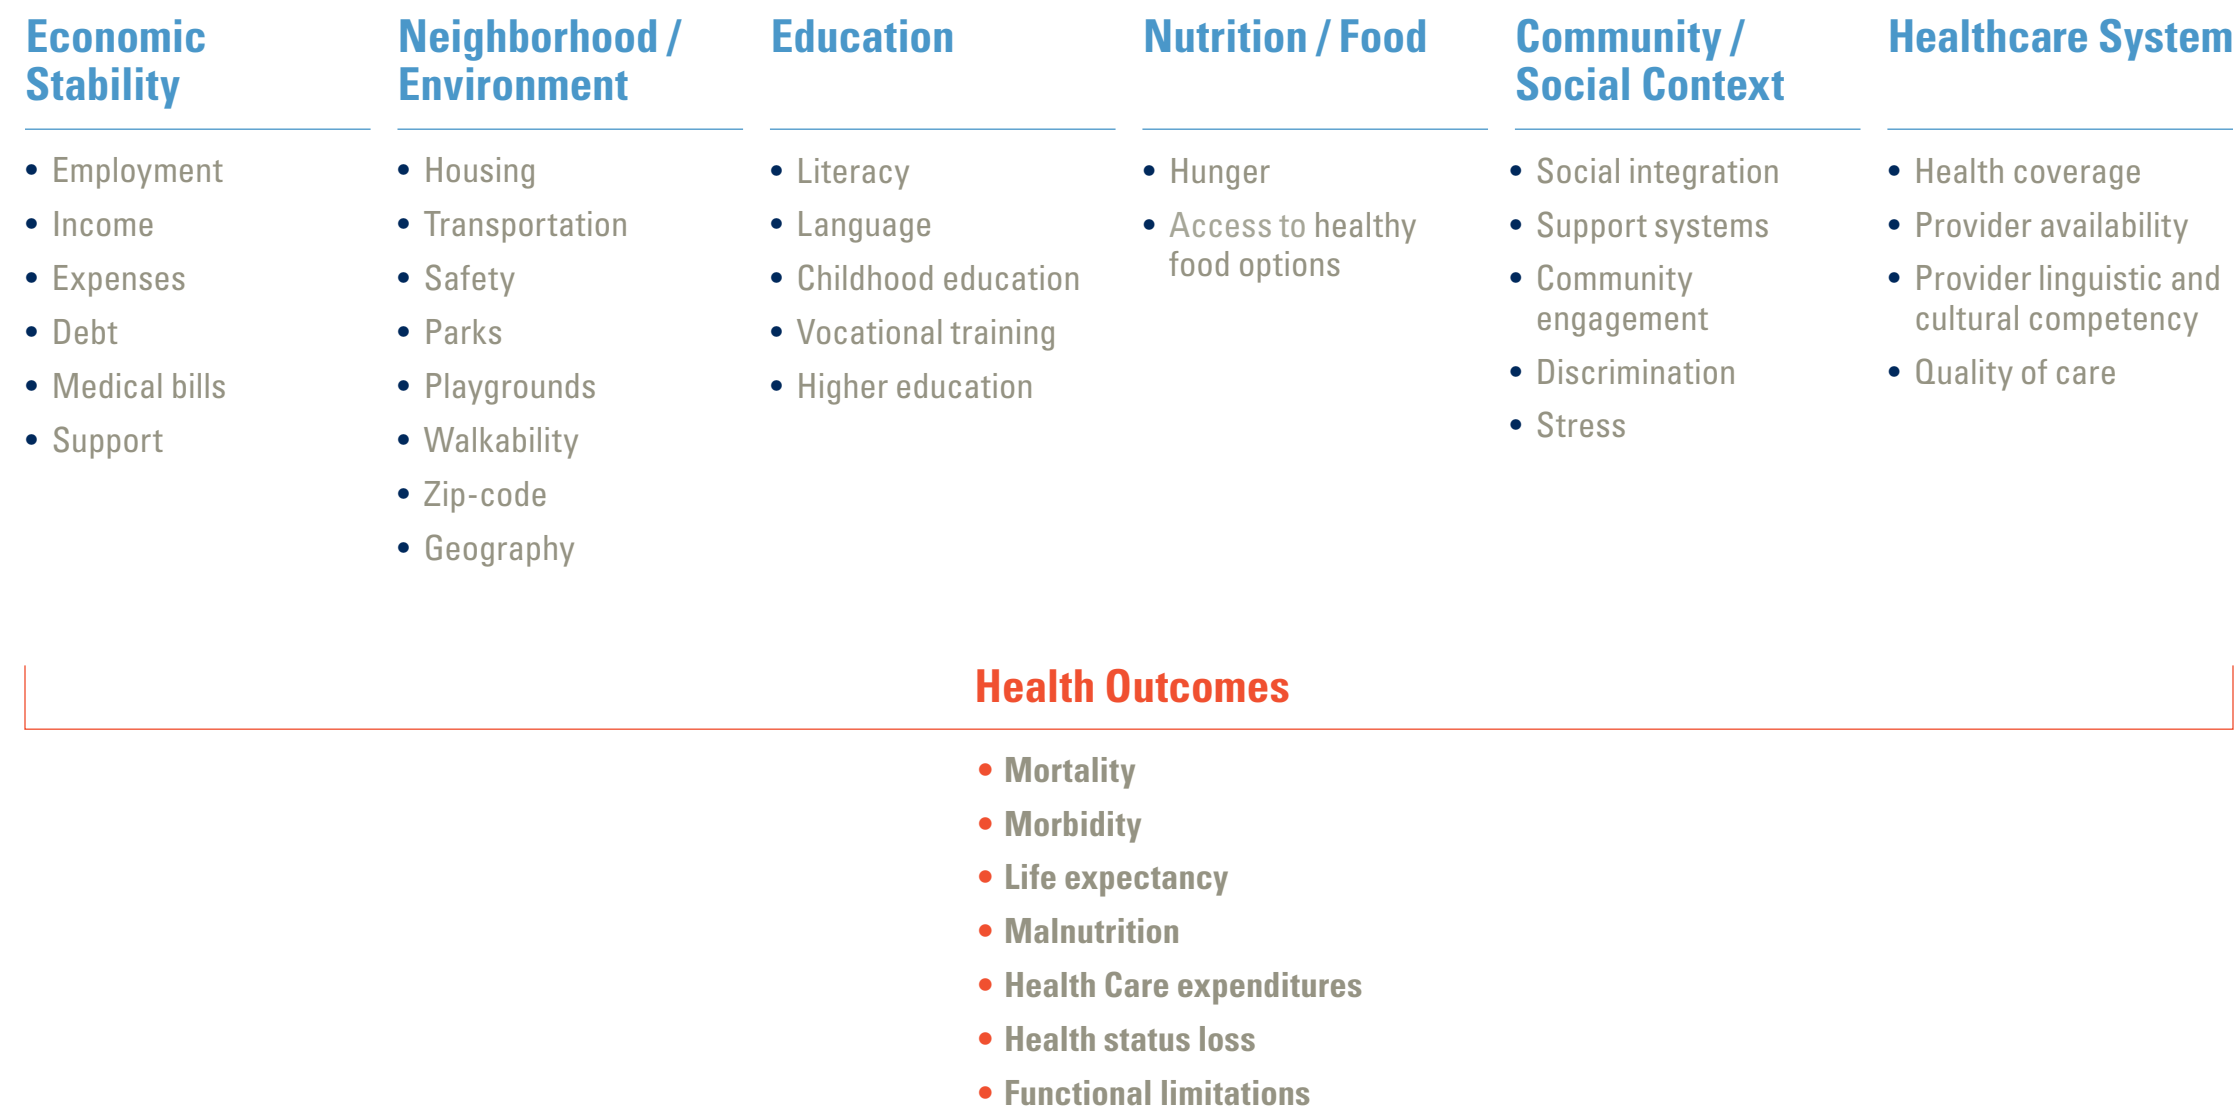 Economic
Stability
• Employment
• Income
• Expenses
• Debt
• Medical bills
• Support
Neighborhood /
Environment
• Housing
• Transportation
• Safety
• Parks
• Playgrounds
• Walkability
• Zip-code
• Geography
Education
• Literacy
• Language
• Childhood education
• Vocational training
• Higher education
Nutrition / Food
• Hunger
• Access to healthy
food options
Community /
Social Context
• Social integration
• Support systems
• Community
engagement
• Discrimination
• Stress
Healthcare System
• Health coverage
• Provider availability
• Provider linguistic and
cultural competency
• Quality of care
Health Outcomes
• Mortality
• Morbidity
• Life expectancy
• Malnutrition
• Health Care expenditures
• Health status loss
• Functional limitations